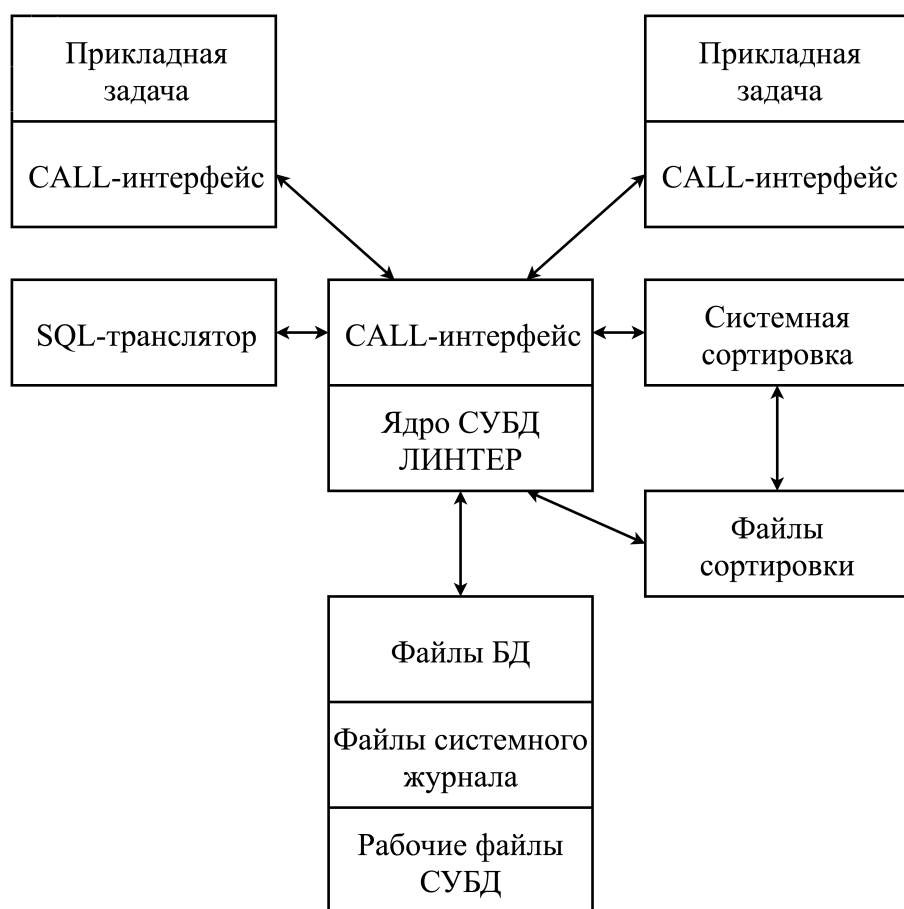 Прикладная
задача
CALL-интерфейс
Прикладная
задача
CALL-интерфейс
SQL-транслятор
CALL-интерфейс
Ядро СУБД
ЛИНТЕР
Системная
сортировка
Файлы
сортировки
Файлы БД
Файлы системного
журнала
Рабочие файлы
СУБД